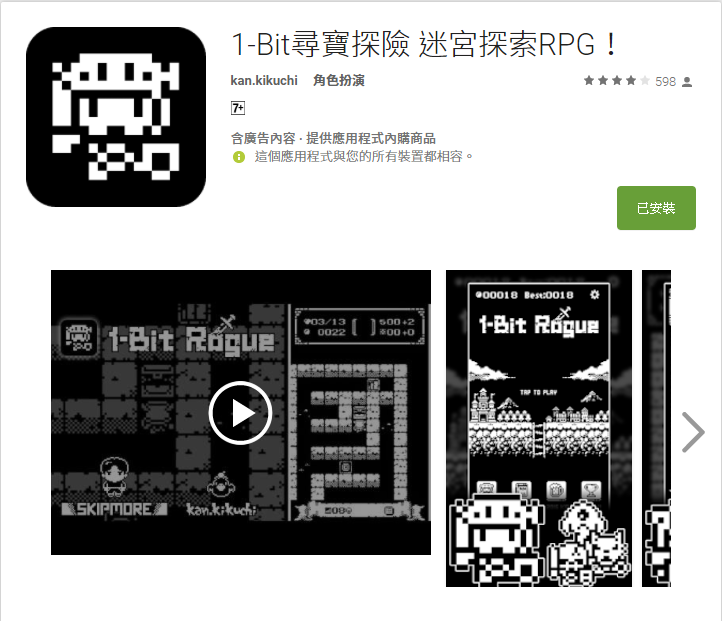 1-Bit尋寶探險 迷宮探索RPG！
kan.kikuchi 角色扮演
598
7+
含廣告內容 · 提供應用程式內購商品
這個應用程式與您的所有裝置都相容。
已安裝
1-Bit Rogue
03/13 500+2
0022 00+0
SKIPMORE kan.kikuchi
00018 Best:0018
1-Bit Rogue
TAP TO PLAY